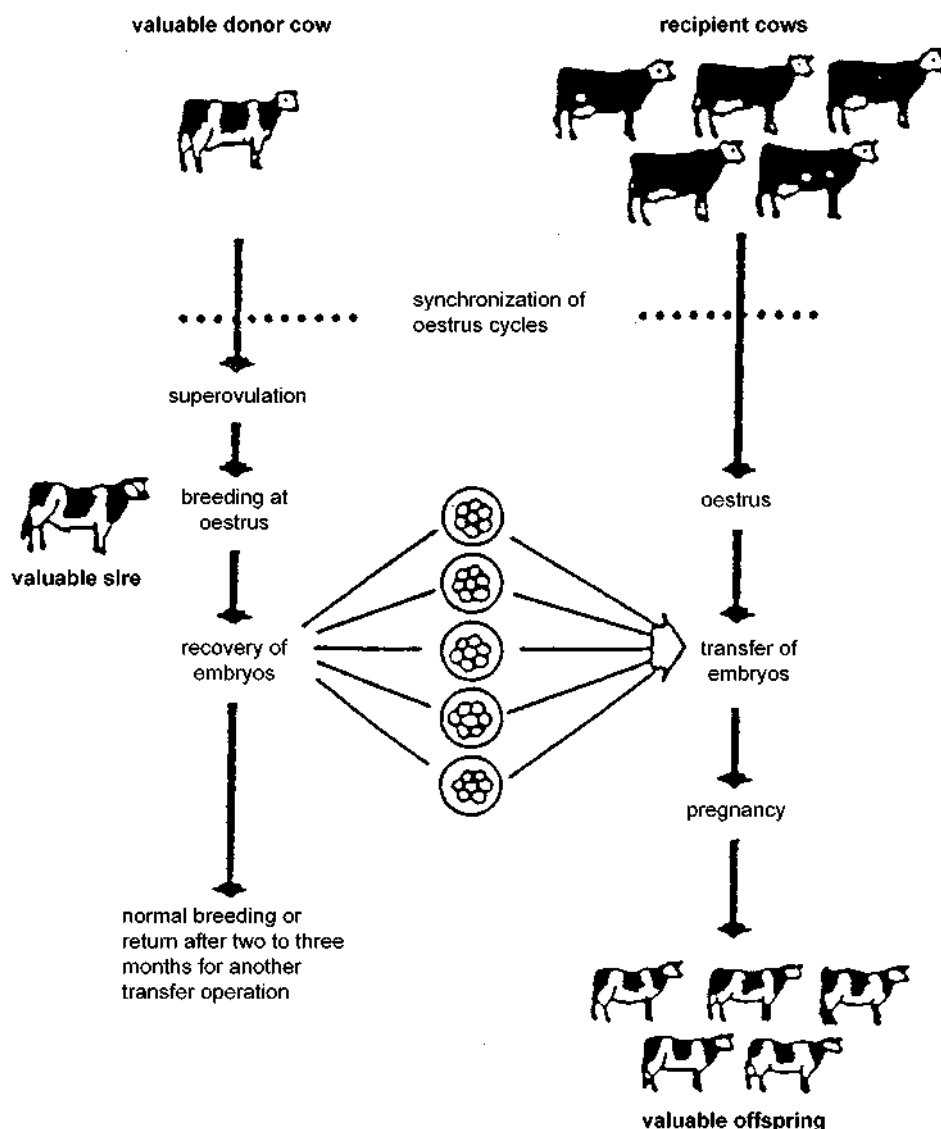 valuable donor cow
recipient cows
synchronization of
oestrus cycles
superovulation
breeding at
oestrus
valuable sire
oestrus
recovery of
embryos
transfer of
embryos
pregnancy
normal breeding or
return after two to three
months for another
transfer operation
valuable offspring